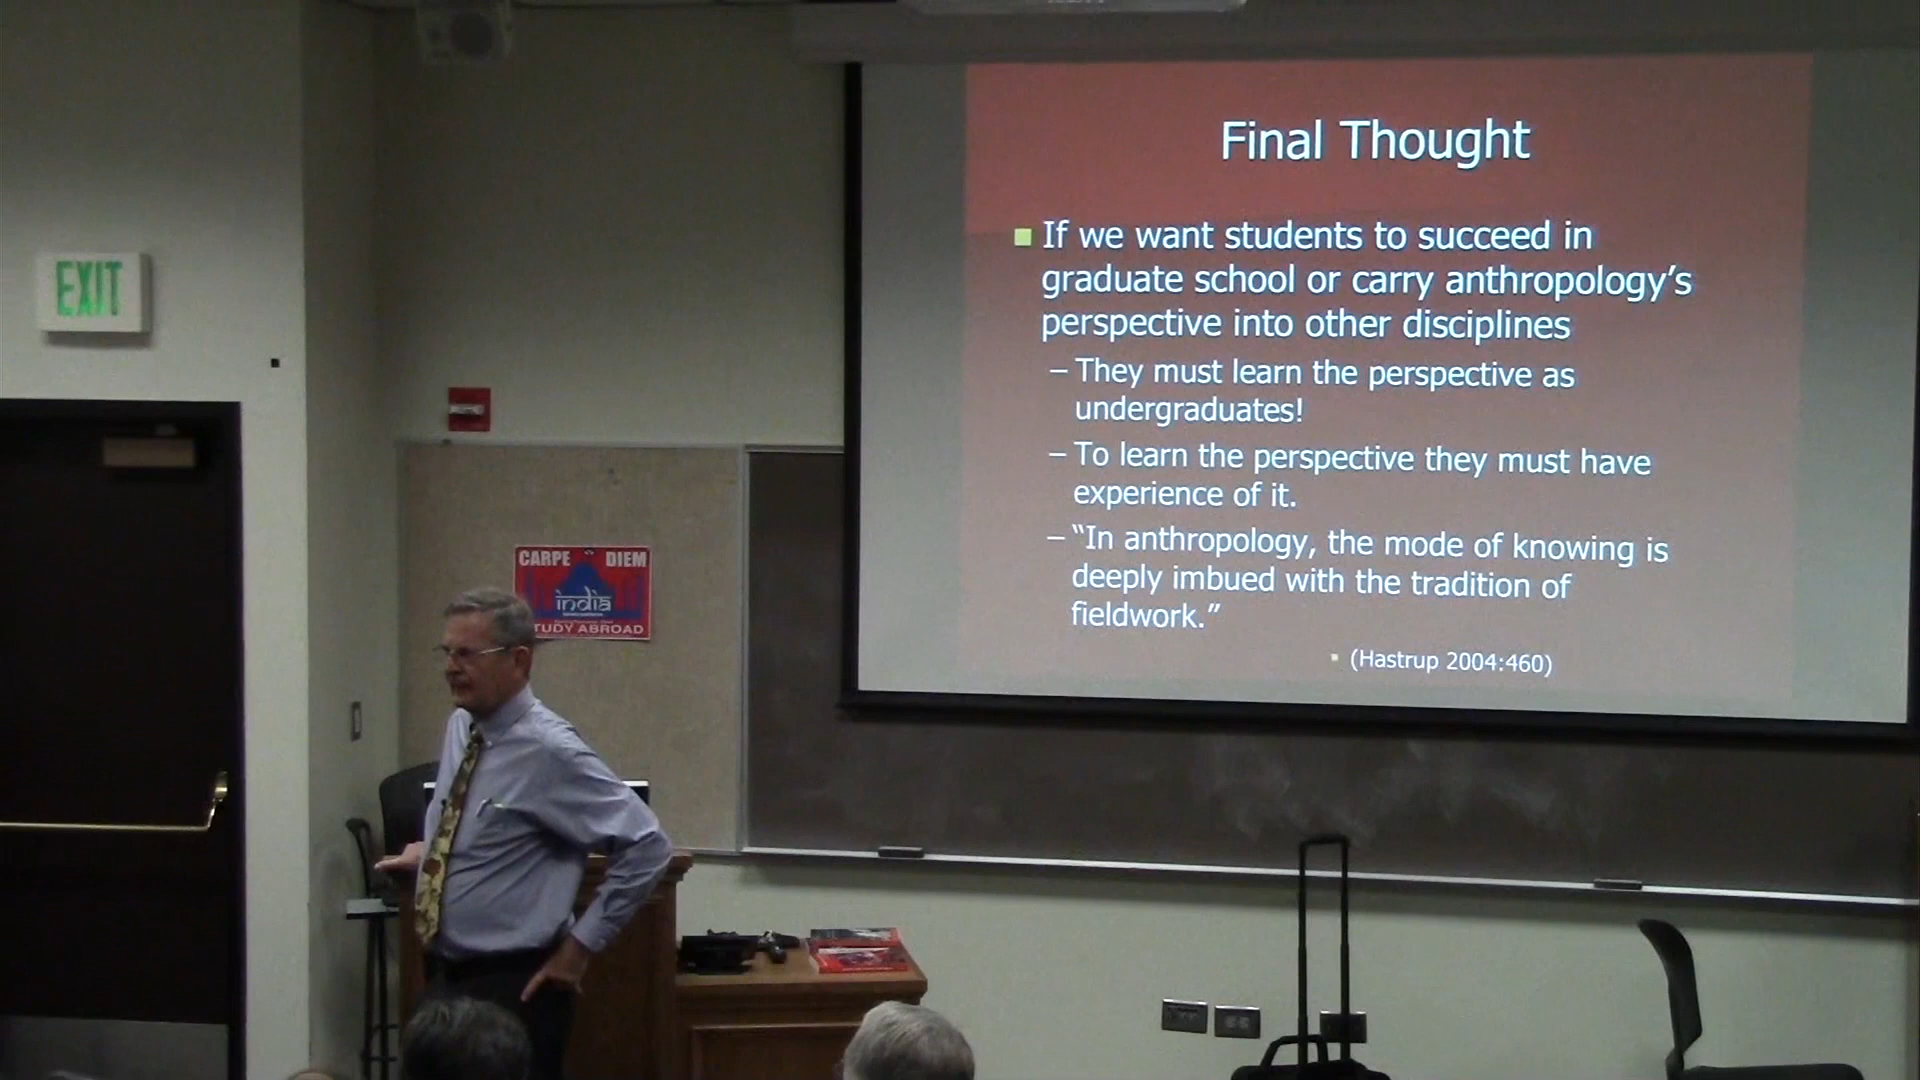 Final Thought
If we want students to succeed in
graduate school or carry anthropology's
perspective into other disciplines
– They must learn the perspective as
undergraduates!
– To learn the perspective they must have
experience of it.
– “In anthropology, the mode of knowing is
deeply imbued with the tradition of
fieldwork.”
(Hastrup 2004:460)
EXIT
CARPE DIEM
india
TUDY ABROAD